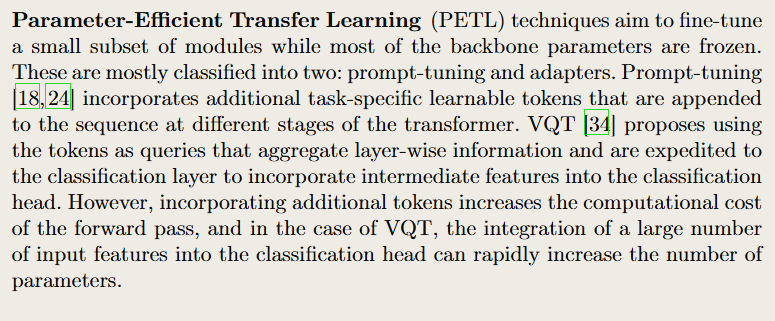 Parameter-Efficient Transfer Learning (PETL) techniques aim to fine-tune
a small subset of modules while most of the backbone parameters are frozen.
These are mostly classified into two: prompt-tuning and adapters. Prompt-tuning
[18,24] incorporates additional task-specific learnable tokens that are appended
to the sequence at different stages of the transformer. VQT [34] proposes using
the tokens as queries that aggregate layer-wise information and are expedited to
the classification layer to incorporate intermediate features into the classification
head. However, incorporating additional tokens increases the computational cost
of the forward pass, and in the case of VQT, the integration of a large number
of input features into the classification head can rapidly increase the number of
parameters.